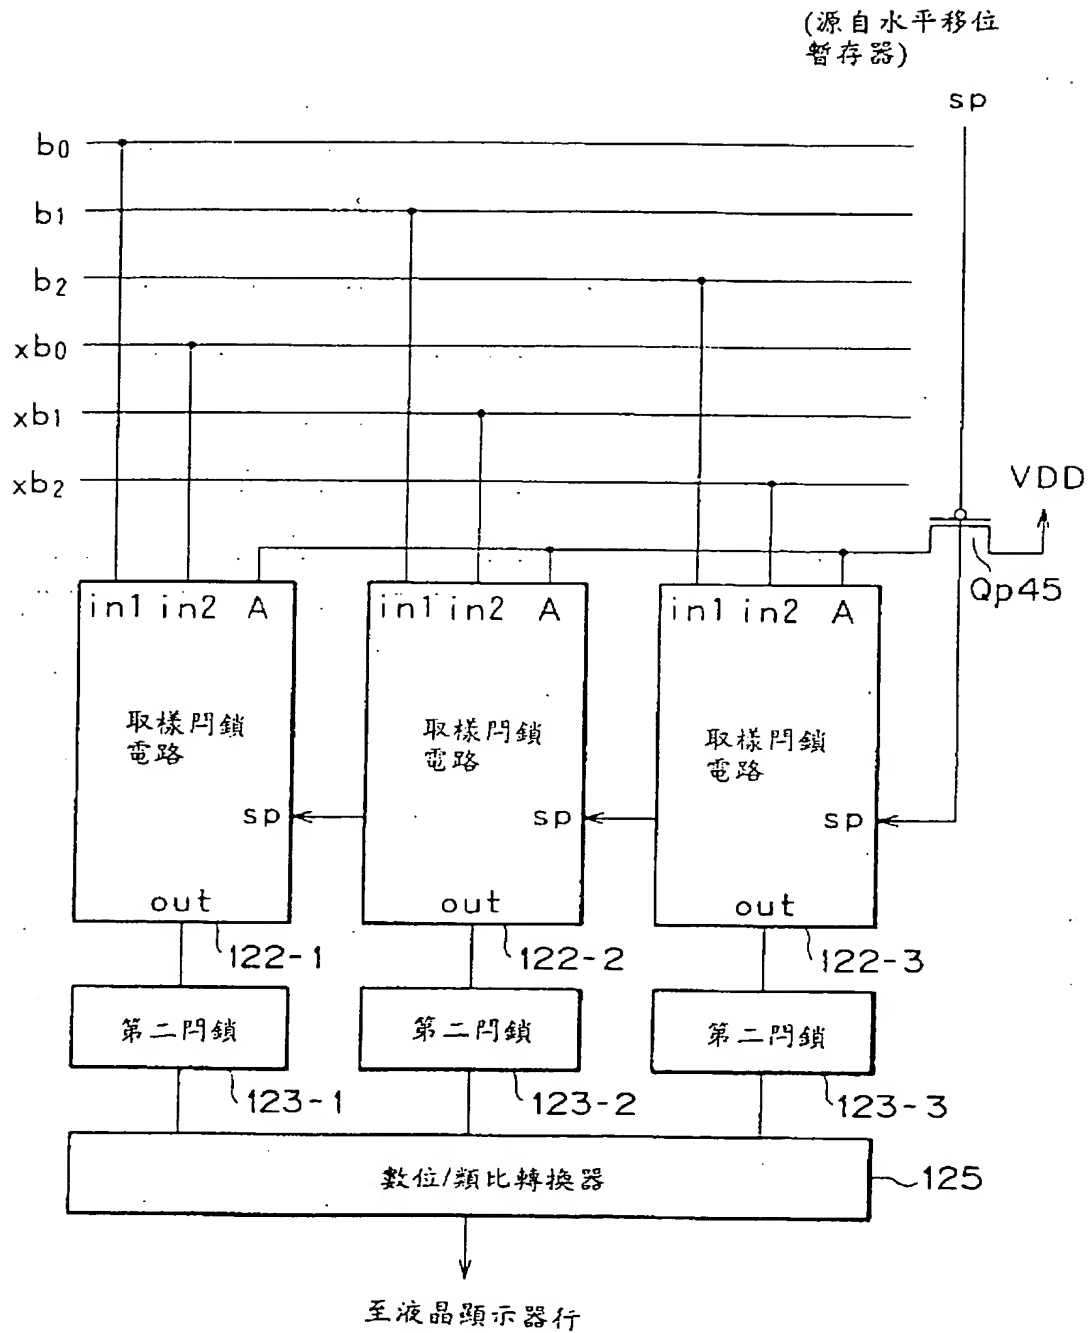 (源自水平移位
暫存器)
sp
b0
b1
b2
xb0
xb1
xb2
VDD
Qp45
in1 in2 A
in1 in2 A
in1 in2 A
取樣閂鎖
電路
取樣閂鎖
電路
取樣閂鎖
電路
sp
sp
sp
out
out
out
122-1
122-2
122-3
第二閂鎖
第二閂鎖
第二閂鎖
123-1
123-2
123-3
數位/類比轉換器
125
至液晶顯示器行